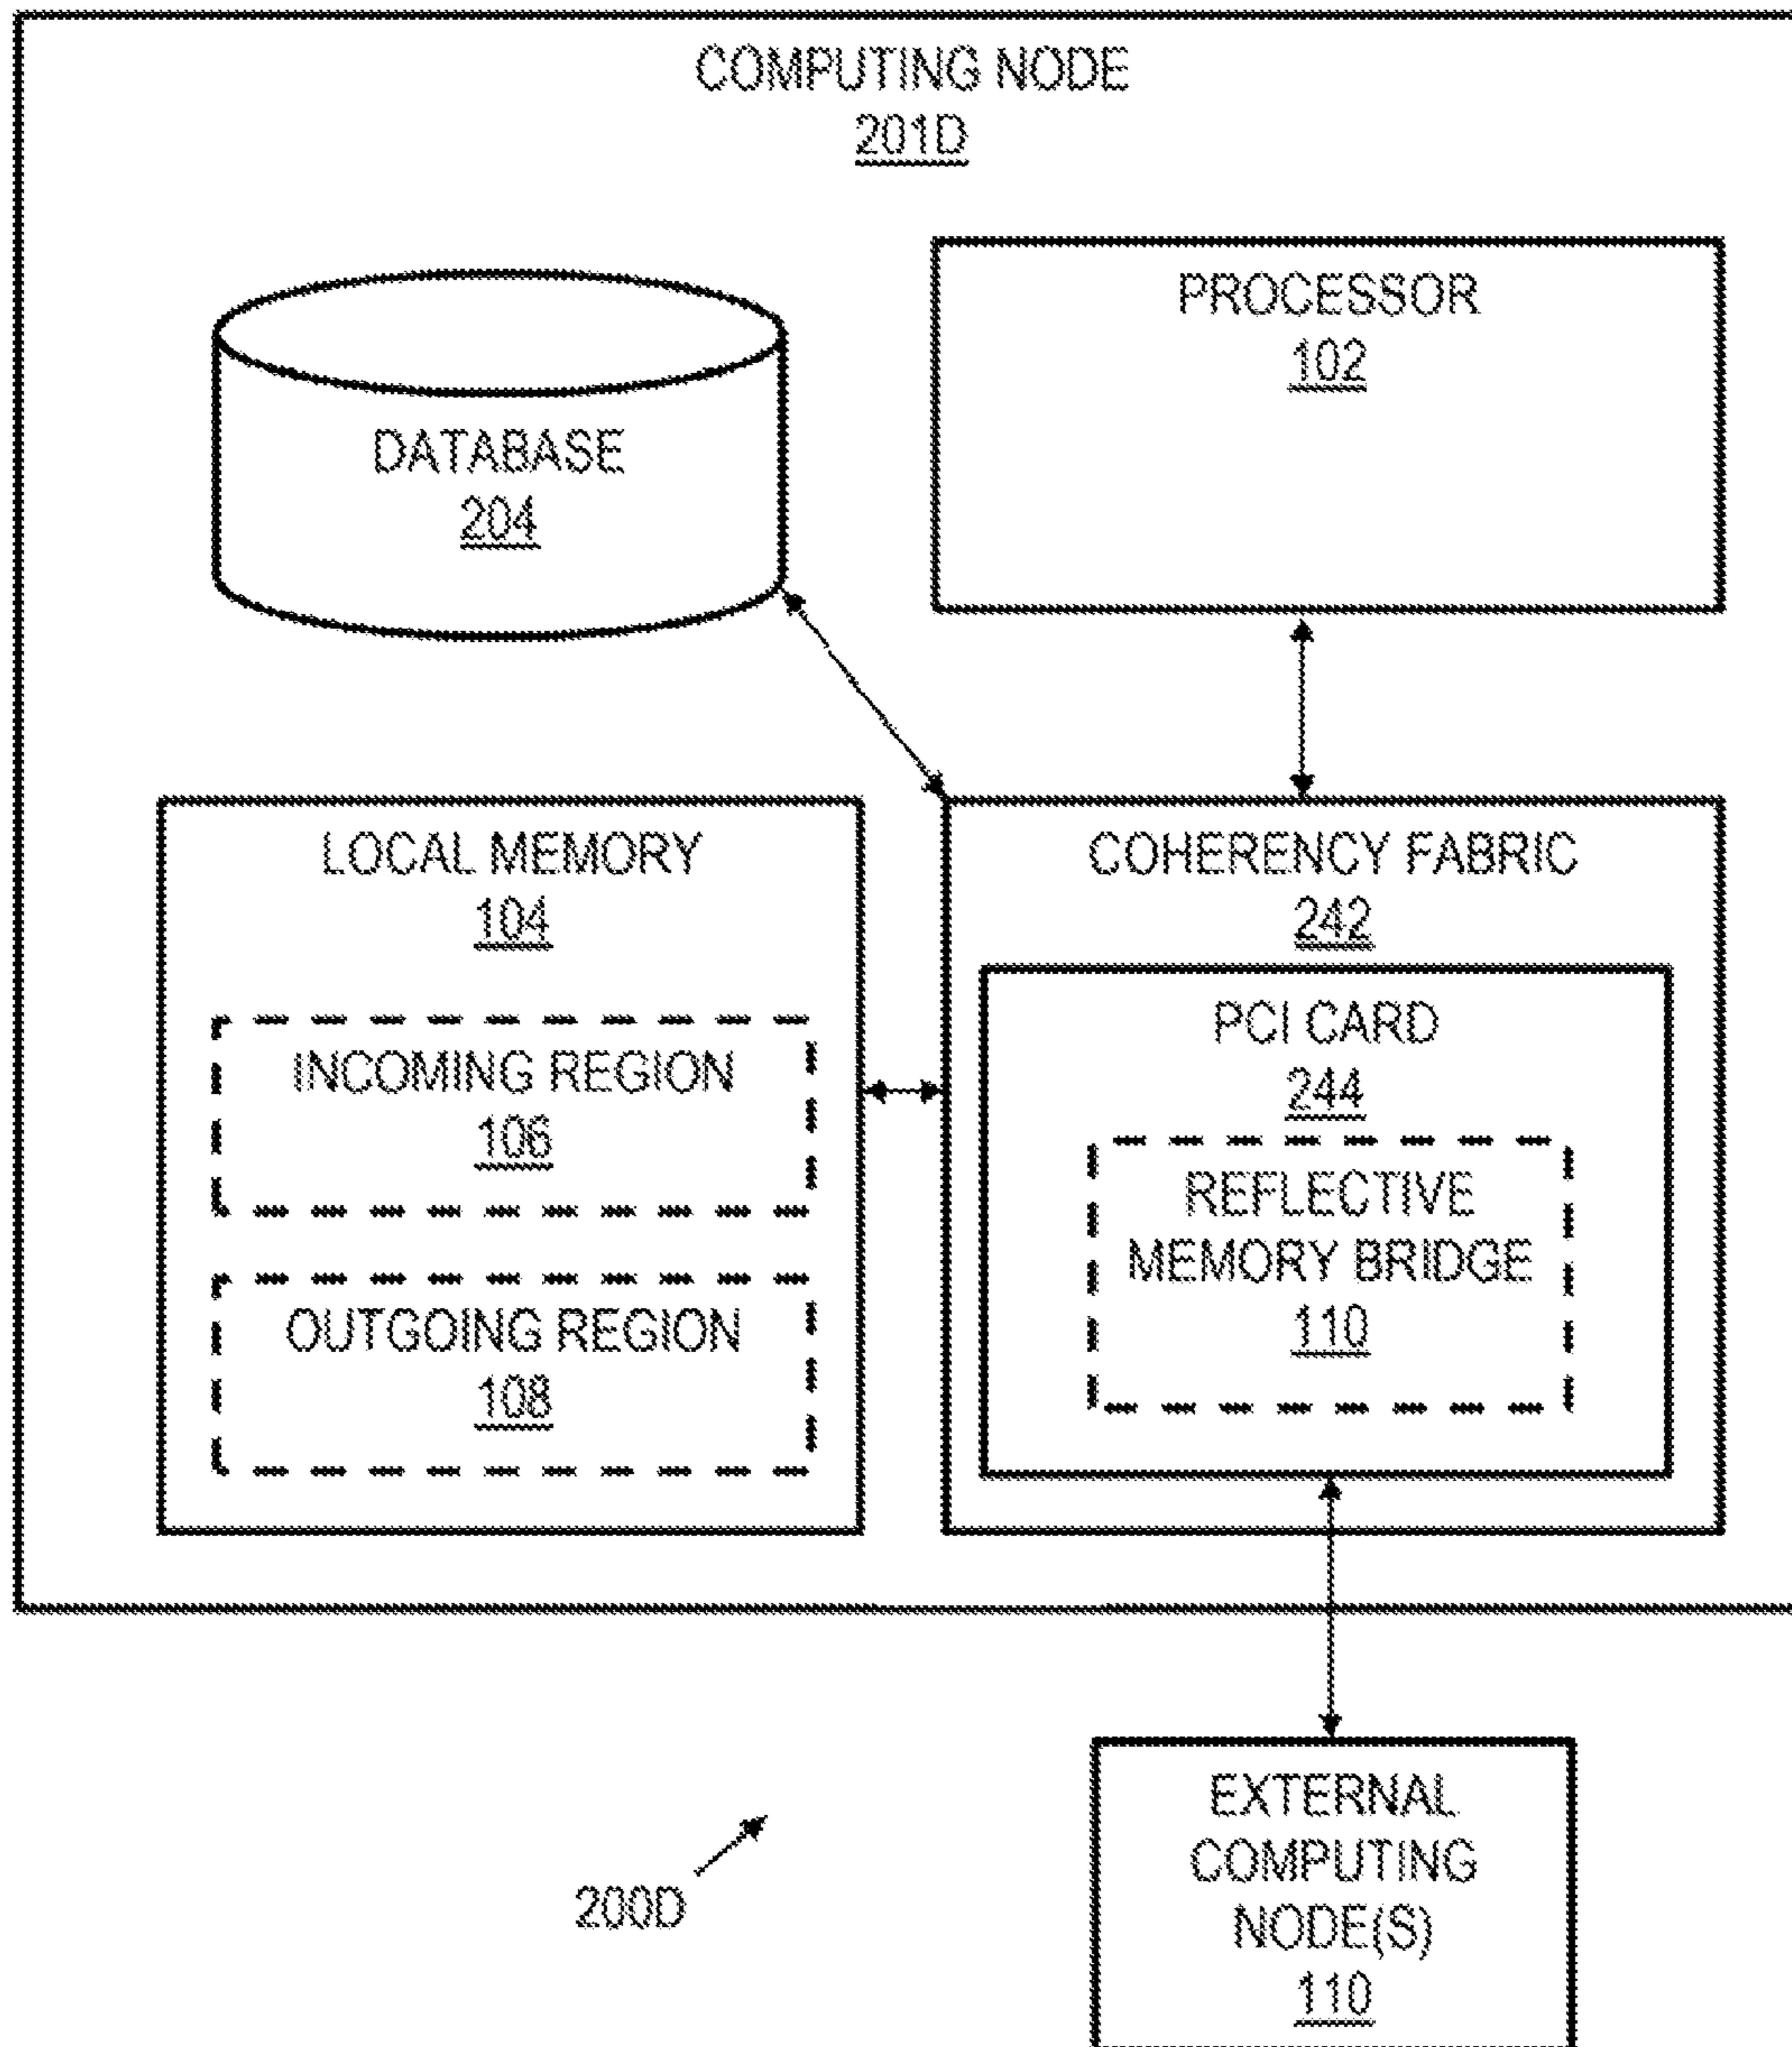 COMPUTING NODE
201D
DATABASE
204
PROCESSOR
102
LOCAL MEMORY
104
INCOMING REGION
106
OUTGOING REGION
108
COHERENCY FABRIC
242
PCI CARD
244
REFLECTIVE
MEMORY BRIDGE
110
200D
EXTERNAL
COMPUTING
NODE(S)
110